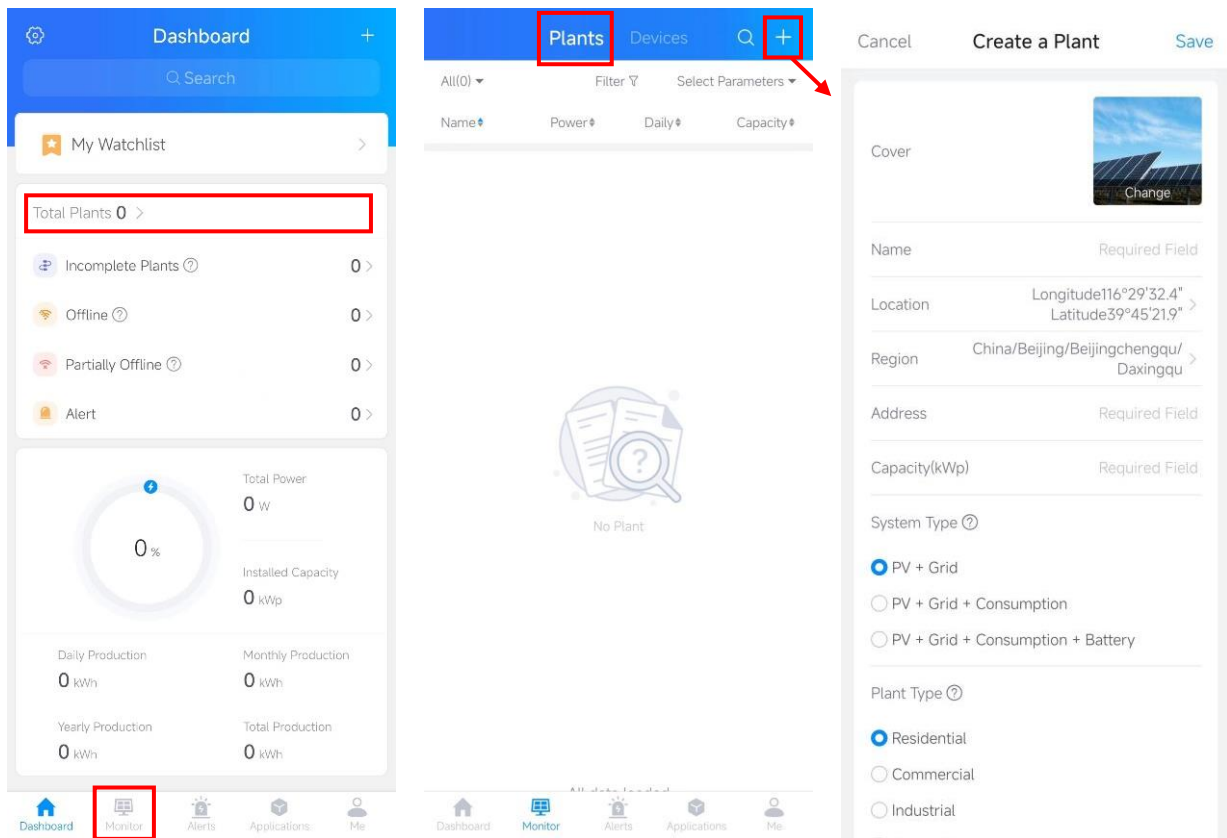 Dashboard
Search
My Watchlist
Total Plants 0
Incomplete Plants ? 0
Offline ? 0
Partially Offline ? 0
Alert 0
Total Power
0 W
0 %
Installed Capacity
0 kWp
Daily Production Monthly Production
0 kWh 0 kWh
Yearly Production Total Production
0 kWh 0 kWh
Dashboard Monitor Alerts Applications Me
Plants Devices
All(0) Filter Select Parameters
Name Power Daily Capacity
?
No Plant
All data loaded
Dashboard Monitor Alerts Applications Me
Cancel Create a Plant Save
Cover
Change
Name Required Field
Location Longitude116°29'32.4"
Latitude39°45'21.9"
Region China/Beijing/Beijingchengqu/
Daxingqu
Address Required Field
Capacity(kWp) Required Field
System Type ?
PV + Grid
PV + Grid + Consumption
PV + Grid + Consumption + Battery
Plant Type ?
Residential
Commercial
Industrial